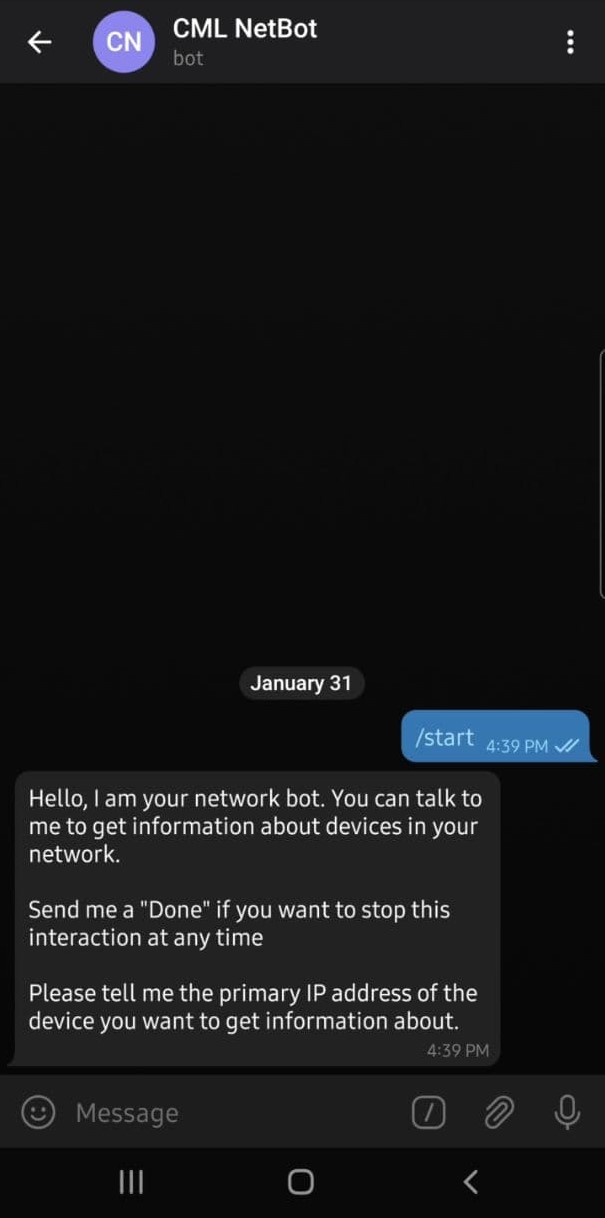 CN
CML NetBot
bot
January 31
/start 4:39 PM
Hello, I am your network bot. You can talk to
me to get information about devices in your
network.
Send me a "Done" if you want to stop this
interaction at any time
Please tell me the primary IP address of the
device you want to get information about.
4:39 PM
Message
/